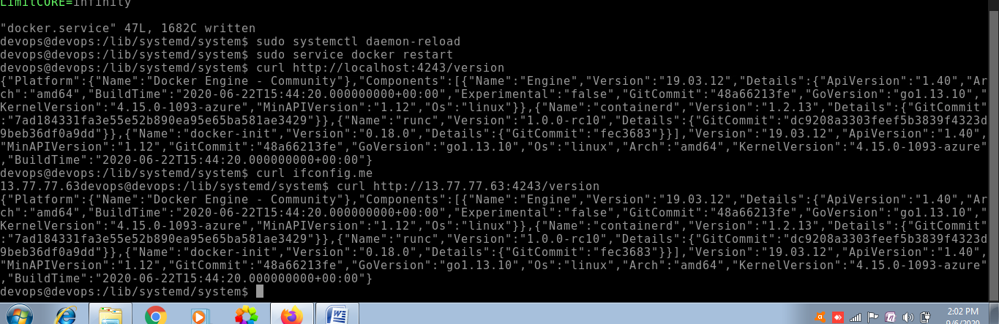 LimitCORE=infinity
"docker.service" 47L, 1682C written
devops@devops:/lib/systemd/system$ sudo systemctl daemon-reload
devops@devops:/lib/systemd/system$ sudo service docker restart
devops@devops:/lib/systemd/system$ curl http://localhost:4243/version
{"Platform":{"Name":"Docker Engine - Community"},"Components":[{"Name":"Engine","Version":"19.03.12","Details":{"ApiVersion":"1.40","Ar
ch":"amd64","BuildTime":"2020-06-22T15:44:20.000000000+00:00","Experimental":"false","GitCommit":"48a66213fe","GoVersion":"go1.13.10","
KernelVersion":"4.15.0-1093-azure","MinAPIVersion":"1.12","Os":"linux"}},{"Name":"containerd","Version":"1.2.13","Details":{"GitCommit"
:"7ad184331fa3e55e52b890ea95e65ba581ae3429"}},{"Name":"runc","Version":"1.0.0-rc10","Details":{"GitCommit":"dc9208a3303feef5b3839f4323d
9beb36df0a9dd"}},{"Name":"docker-init","Version":"0.18.0","Details":{"GitCommit":"fec3683"}}],"Version":"19.03.12","ApiVersion":"1.40",
"MinAPIVersion":"1.12","GitCommit":"48a66213fe","GoVersion":"go1.13.10","Os":"linux","Arch":"amd64","KernelVersion":"4.15.0-1093-azure"
,"BuildTime":"2020-06-22T15:44:20.000000000+00:00"}
devops@devops:/lib/systemd/system$ curl ifconfig.me
13.77.77.63devops@devops:/lib/systemd/system$ curl http://13.77.77.63:4243/version
{"Platform":{"Name":"Docker Engine - Community"},"Components":[{"Name":"Engine","Version":"19.03.12","Details":{"ApiVersion":"1.40","Ar
ch":"amd64","BuildTime":"2020-06-22T15:44:20.000000000+00:00","Experimental":"false","GitCommit":"48a66213fe","GoVersion":"go1.13.10","
KernelVersion":"4.15.0-1093-azure","MinAPIVersion":"1.12","Os":"linux"}},{"Name":"containerd","Version":"1.2.13","Details":{"GitCommit"
:"7ad184331fa3e55e52b890ea95e65ba581ae3429"}},{"Name":"runc","Version":"1.0.0-rc10","Details":{"GitCommit":"dc9208a3303feef5b3839f4323d
9beb36df0a9dd"}},{"Name":"docker-init","Version":"0.18.0","Details":{"GitCommit":"fec3683"}}],"Version":"19.03.12","ApiVersion":"1.40",
"MinAPIVersion":"1.12","GitCommit":"48a66213fe","GoVersion":"go1.13.10","Os":"linux","Arch":"amd64","KernelVersion":"4.15.0-1093-azure"
,"BuildTime":"2020-06-22T15:44:20.000000000+00:00"}
devops@devops:/lib/systemd/system$
2:02 PM
9/6/2020